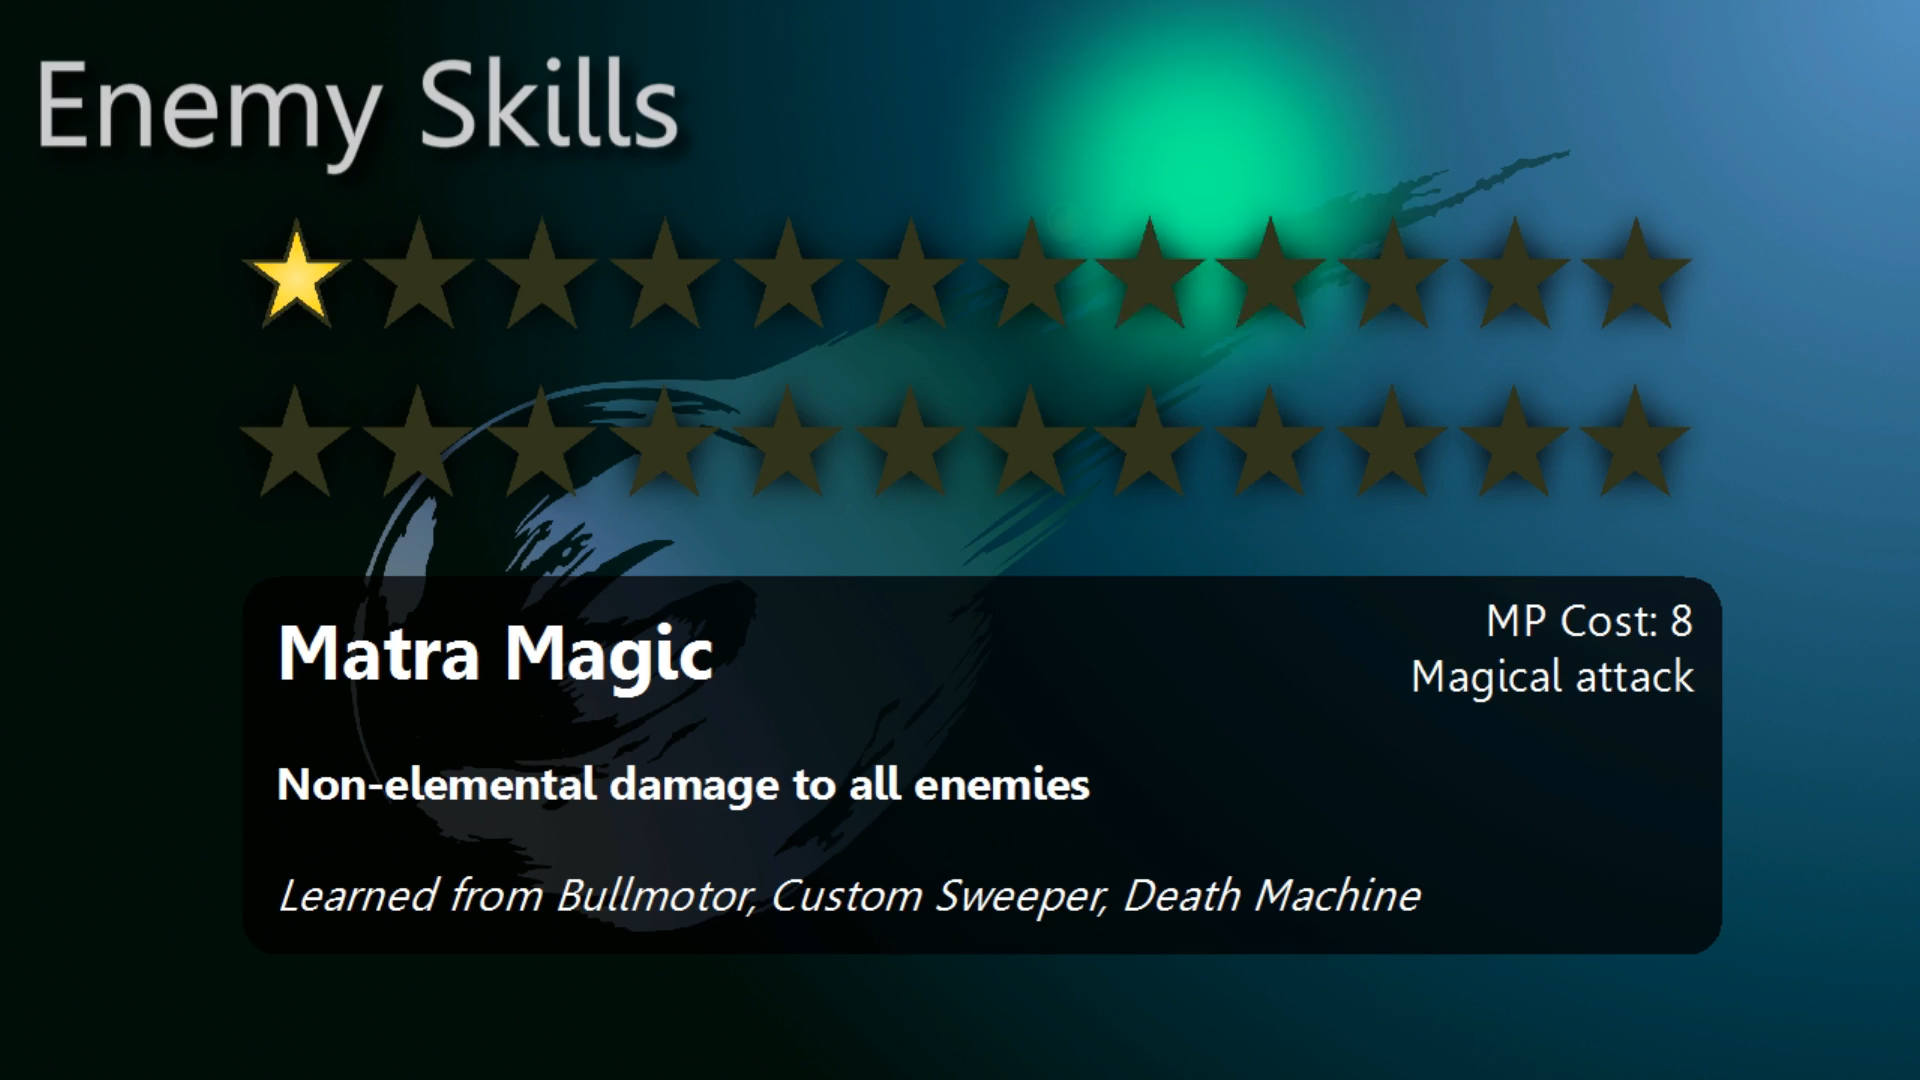 Enemy Skills
Matra Magic
MP Cost: 8
Magical attack
Non-elemental damage to all enemies
Learned from Bullmotor, Custom Sweeper, Death Machine